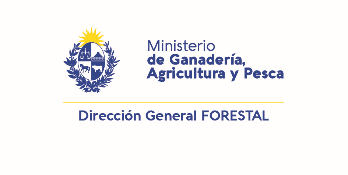 Ministerio
de Ganadería,
Agricultura y Pesca
Dirección General FORESTAL